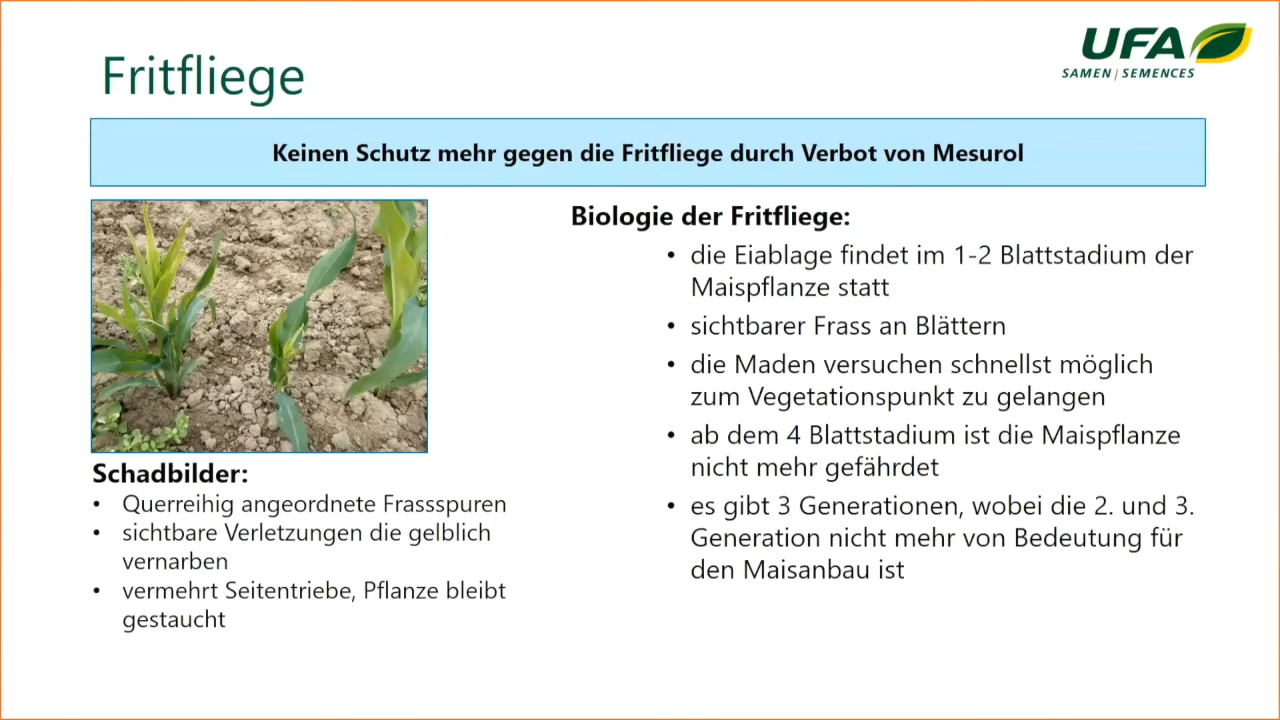 Fritfliege
UFA
SAMEN | SEMENCES
Keinen Schutz mehr gegen die Fritfliege durch Verbot von Mesurol
Schadbilder:
• Querreihig angeordnete Frassspuren
• sichtbare Verletzungen die gelblich
vernarben
• vermehrt Seitentriebe, Pflanze bleibt
gestaucht
Biologie der Fritfliege:
• die Eiablage findet im 1-2 Blattstadium der
Maispflanze statt
• sichtbarer Frass an Blättern
• die Maden versuchen schnellst möglich
zum Vegetationspunkt zu gelangen
• ab dem 4 Blattstadium ist die Maispflanze
nicht mehr gefährdet
• es gibt 3 Generationen, wobei die 2. und 3.
Generation nicht mehr von Bedeutung für
den Maisanbau ist